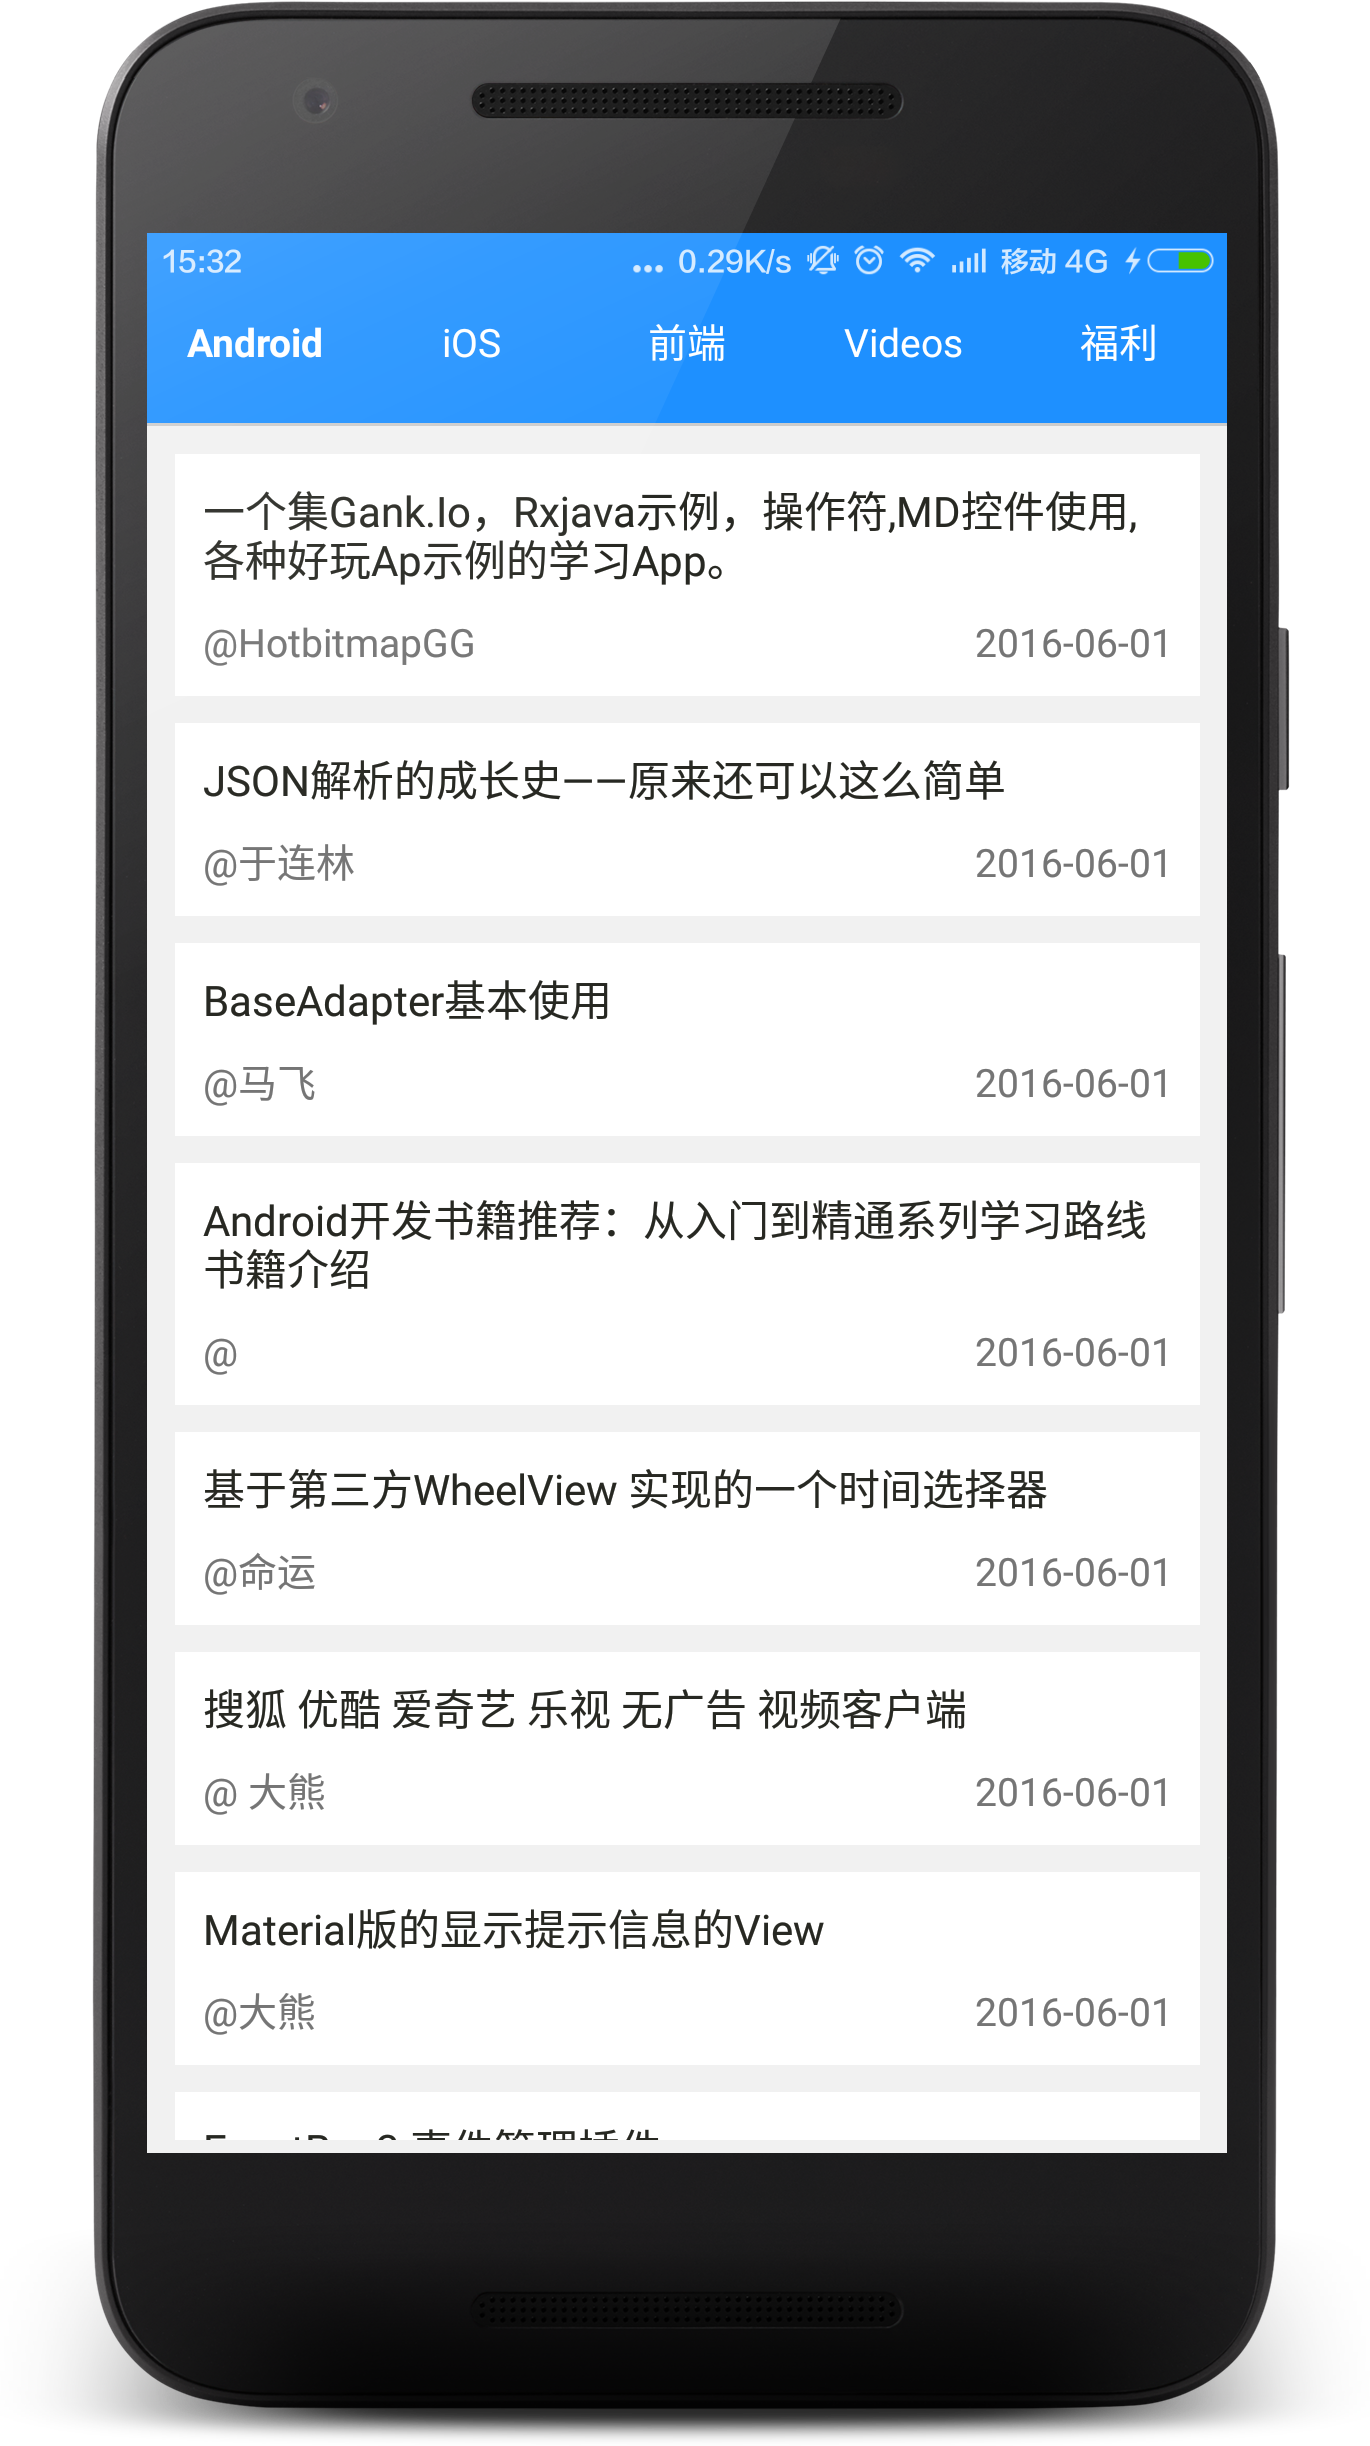 15:32 ... 0.29K/s 移动 4G
Android iOS 前端 Videos 福利
一个集Gank.Io，Rxjava示例，操作符,MD控件使用,
各种好玩Ap示例的学习App。
@HotbitmapGG 2016-06-01
JSON解析的成长史——原来还可以这么简单
@于连林 2016-06-01
BaseAdapter基本使用
@马飞 2016-06-01
Android开发书籍推荐：从入门到精通系列学习路线
书籍介绍
@ 2016-06-01
基于第三方WheelView 实现的一个时间选择器
@命运 2016-06-01
搜狐 优酷 爱奇艺 乐视 无广告 视频客户端
@ 大熊 2016-06-01
Material版的显示提示信息的View
@大熊 2016-06-01